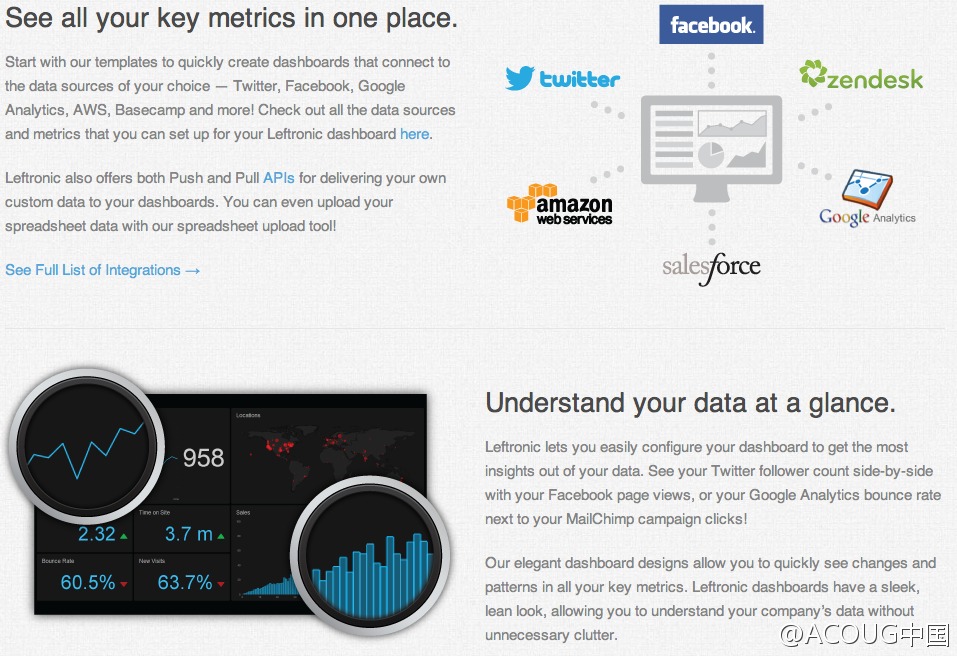 See all your key metrics in one place.
Start with our templates to quickly create dashboards that connect to
the data sources of your choice — Twitter, Facebook, Google
Analytics, AWS, Basecamp and more! Check out all the data sources
and metrics that you can set up for your Leftronic dashboard here.
Leftronic also offers both Push and Pull APIs for delivering your own
custom data to your dashboards. You can even upload your
spreadsheet data with our spreadsheet upload tool!
See Full List of Integrations →
facebook.
twitter
zendesk
amazon
web services
Google Analytics
salesforce
Locations
958
Time on Site
Sales
2.32
3.7 m
Bounce Rate
New Visits
60.5%
63.7%
Understand your data at a glance.
Leftronic lets you easily configure your dashboard to get the most
insights out of your data. See your Twitter follower count side-by-side
with your Facebook page views, or your Google Analytics bounce rate
next to your MailChimp campaign clicks!
Our elegant dashboard designs allow you to quickly see changes and
patterns in all your key metrics. Leftronic dashboards have a sleek,
lean look, allowing you to understand your company's data without
unnecessary clutter.
@ACOUG中国